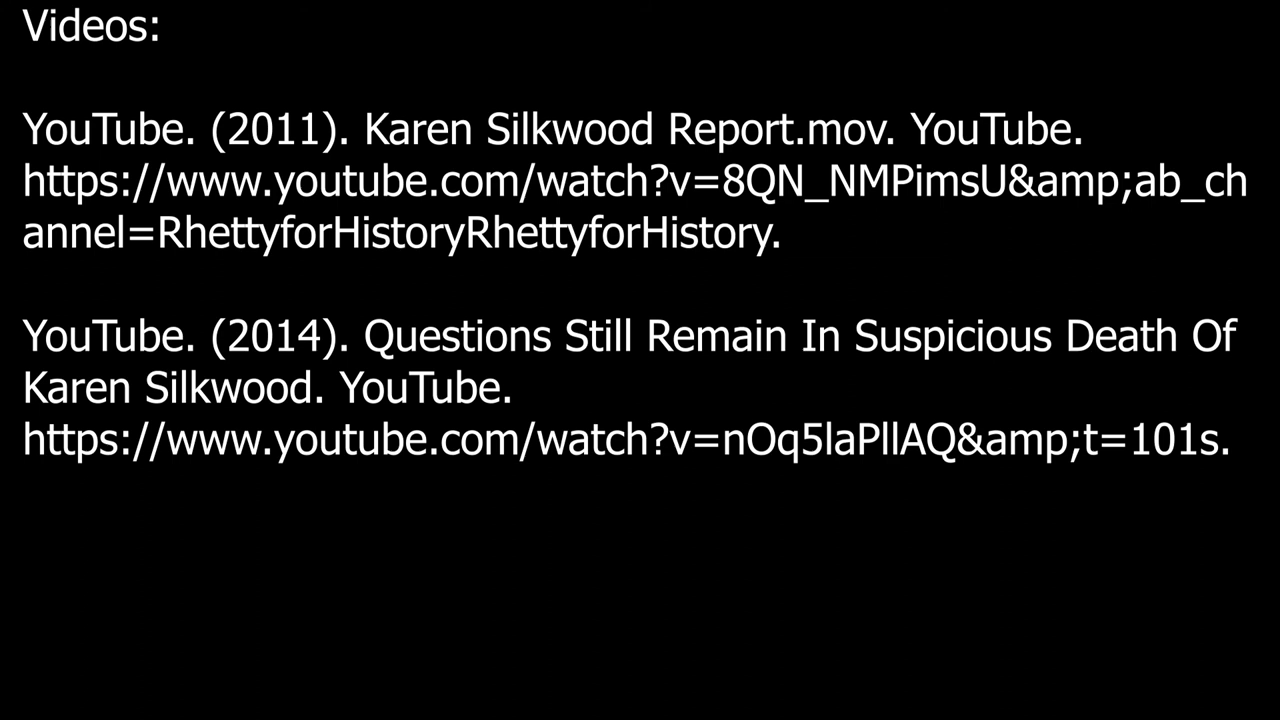 Videos:
YouTube. (2011). Karen Silkwood Report.mov. YouTube.
https://www.youtube.com/watch?v=8QN_NMPimsU&amp;ab_ch
annel=RhettyforHistoryRhettyforHistory.
YouTube. (2014). Questions Still Remain In Suspicious Death Of
Karen Silkwood. YouTube.
https://www.youtube.com/watch?v=nOq5laPllAQ&amp;t=101s.